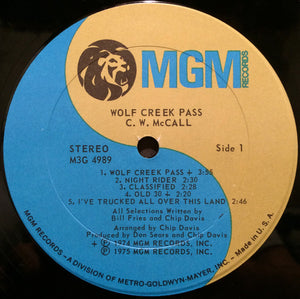 MGM
RECORDS
WOLF CREEK PASS
C. W. McCALL
STEREO
M3G 4989
Side 1
1. WOLF CREEK PASS + 3:55
2. NIGHT RIDER 2:30
3. CLASSIFIED 2:28
4. OLD 30 + 2:20
5. I'VE TRUCKED ALL OVER THIS LAND 2:46
All Selections Written by
Bill Fries and Chip Davis
Arranged by Chip Davis
Produced by Don Sears and Chip Davis
+ ℗ 1974 MGM RECORDS, INC.
℗ 1975 MGM RECORDS, INC.
MGM RECORDS - A DIVISION OF METRO-GOLDWYN-MAYER, INC.
Made in U.S.A.